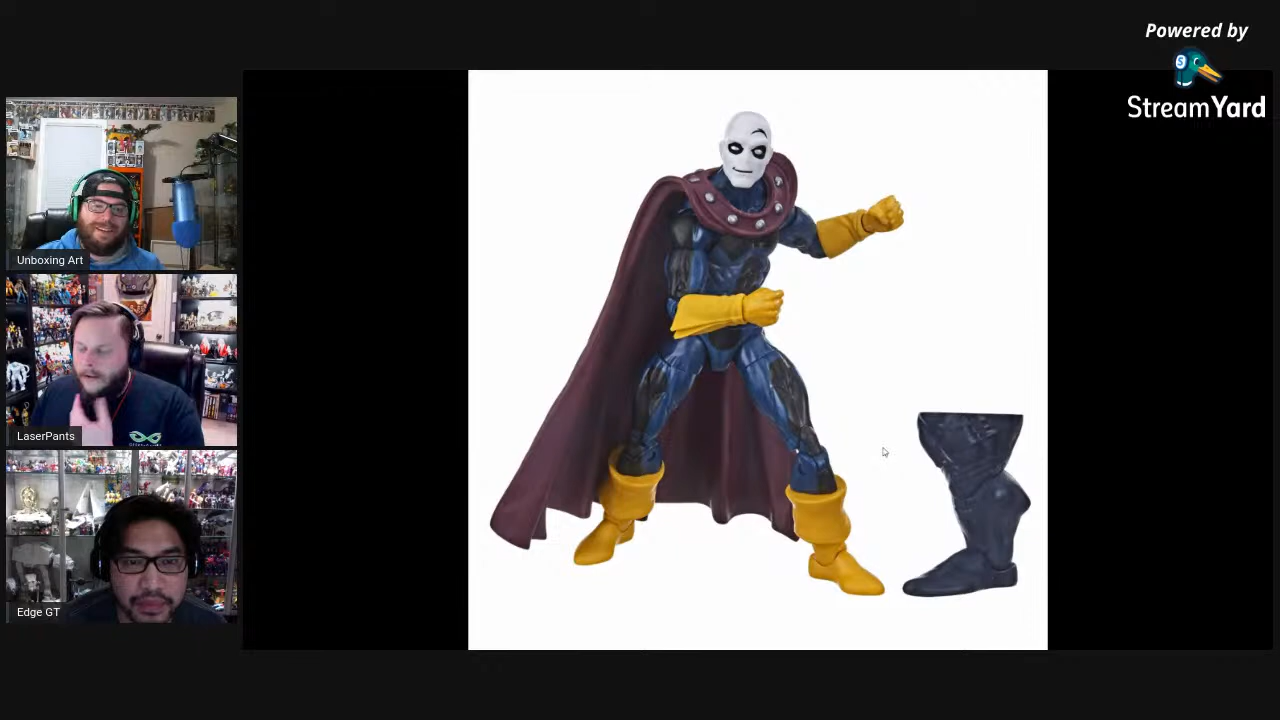 Powered by
StreamYard
Unboxing Art
LaserPants
Edge GT